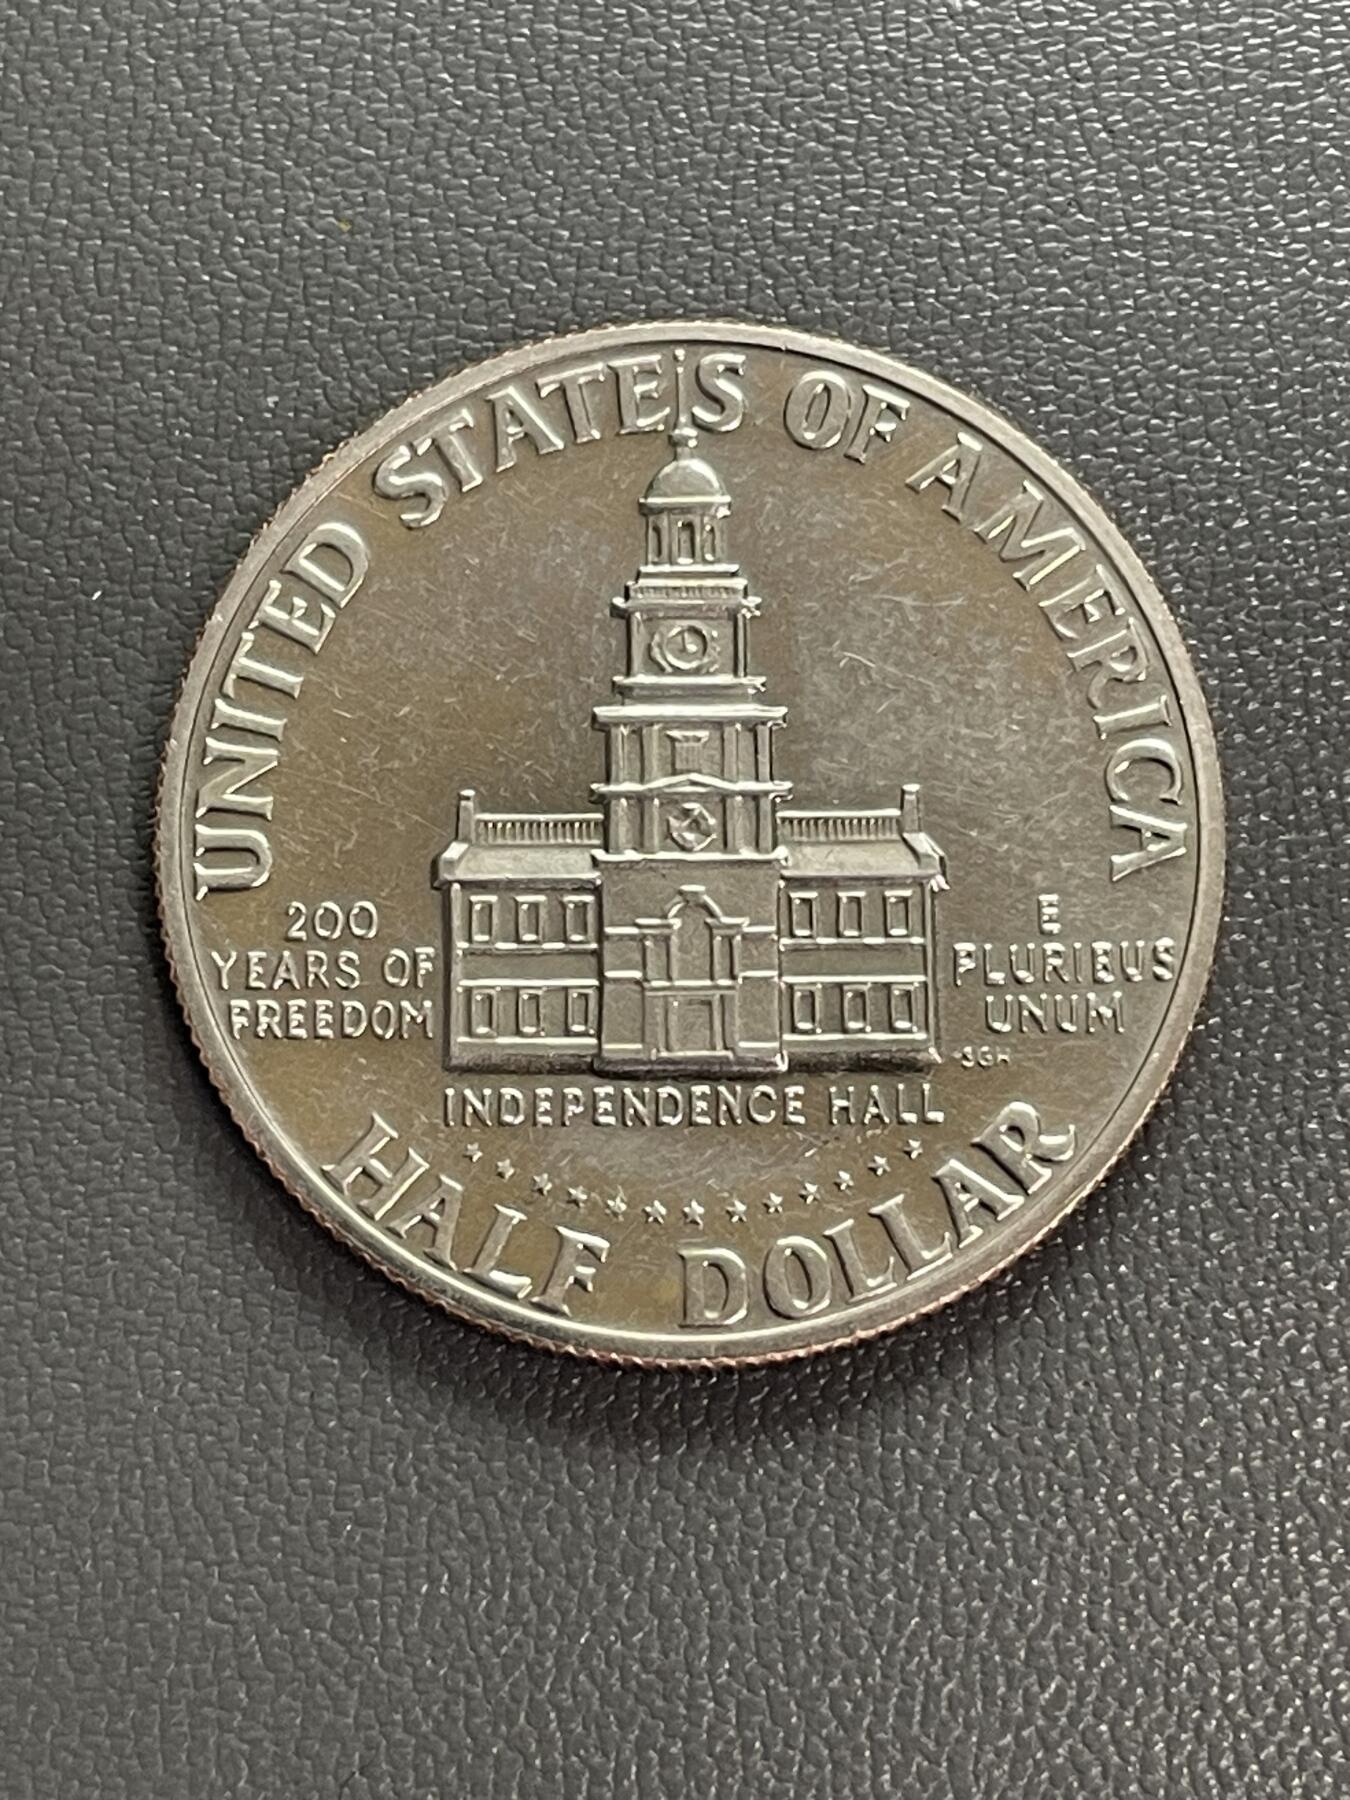 UNITED STATES OF AMERICA
200
YEARS OF
FREEDOM
E
PLURIBUS
UNUM
SGH
INDEPENDENCE HALL
HALF DOLLAR